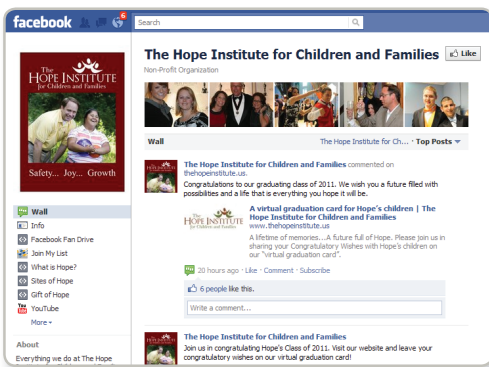 facebook
6
Search
The
HOPE INSTITUTE
for Children and Families
Safety... Joy... Growth
Wall
Info
Facebook Fan Drive
Join My List
What is Hope?
Sites of Hope
Gift of Hope
YouTube
More
About
Everything we do at The Hope
The Hope Institute for Children and Families
Like
Non-Profit Organization
Wall
The Hope Institute for Ch... · Top Posts
The Hope Institute for Children and Families commented on
thehopeinstitute.us.
Congratulations to our graduating class of 2011. We wish you a future filled with
possibilities and a life that is everything you hope it will be.
The
HOPE INSTITUTE
for Children and Families
A virtual graduation card for Hope's children | The
Hope Institute for Children and Families
www.thehopeinstitute.us
A lifetime of memories...A future full of Hope. Please join us in
sharing your Congratulatory Wishes with Hope's children on
our "virtual graduation card".
20 hours ago · Like · Comment · Subscribe
6 people like this.
Write a comment...
The Hope Institute for Children and Families
Join us in congratulating Hope's Class of 2011. Visit our website and leave your
congratulatory wishes on our virtual graduation card!